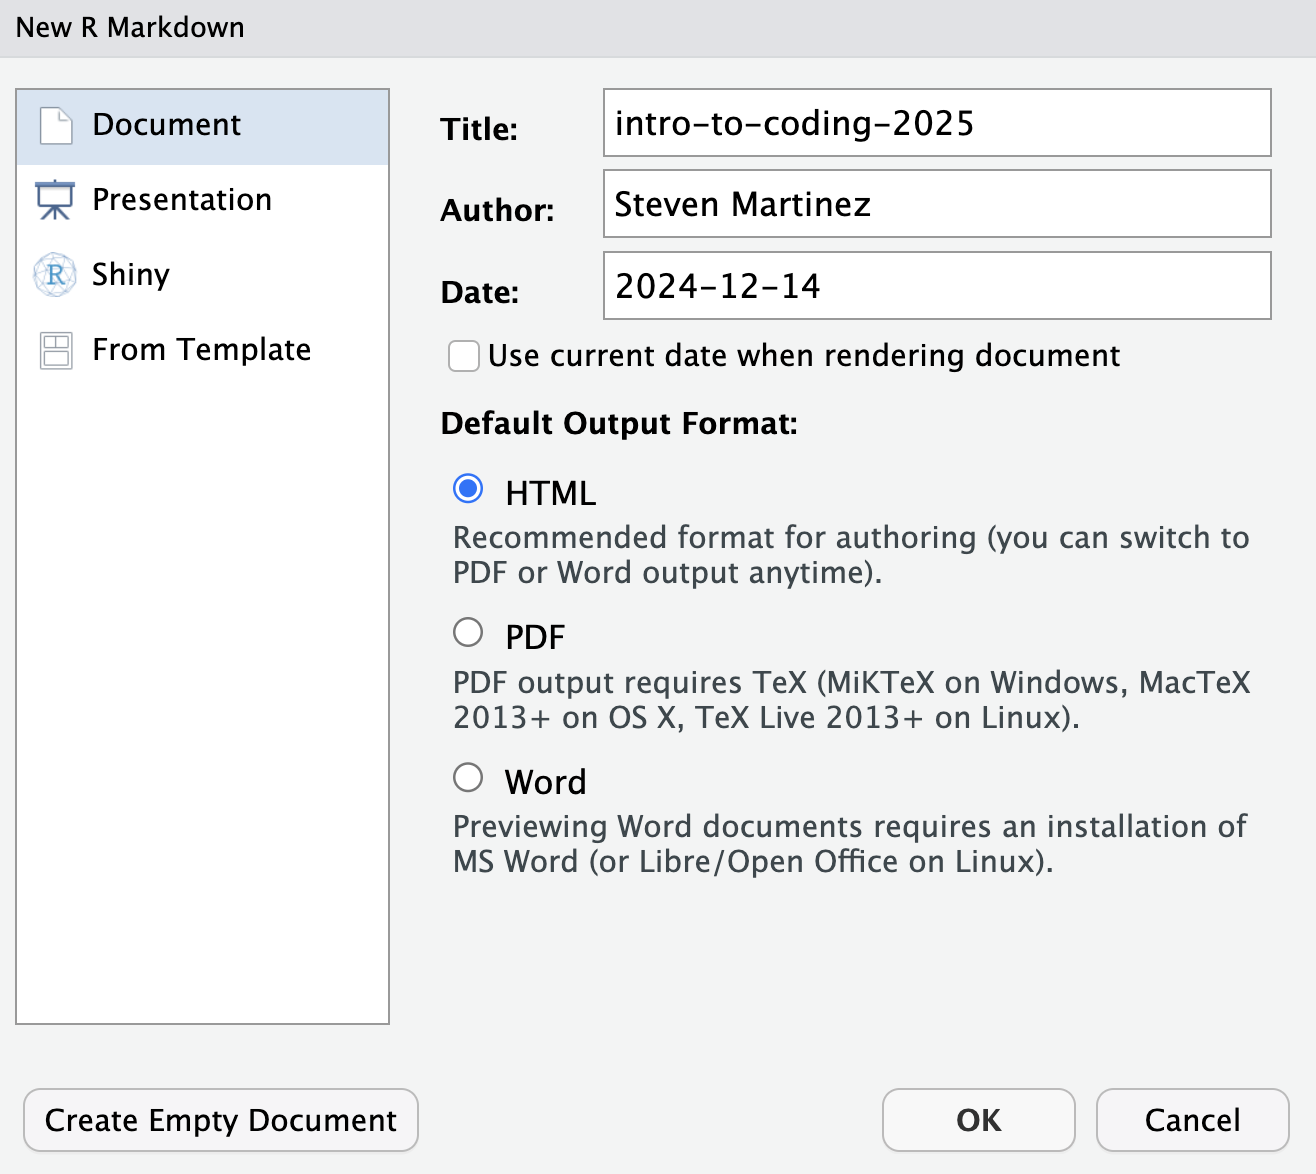 New R Markdown
Document
Presentation
Shiny
From Template
Title:
intro-to-coding-2025
Author:
Steven Martinez
Date:
2024-12-14
Use current date when rendering document
Default Output Format:
HTML
Recommended format for authoring (you can switch to
PDF or Word output anytime).
PDF
PDF output requires TeX (MiKTeX on Windows, MacTeX
2013+ on OS X, TeX Live 2013+ on Linux).
Word
Previewing Word documents requires an installation of
MS Word (or Libre/Open Office on Linux).
Create Empty Document
OK
Cancel